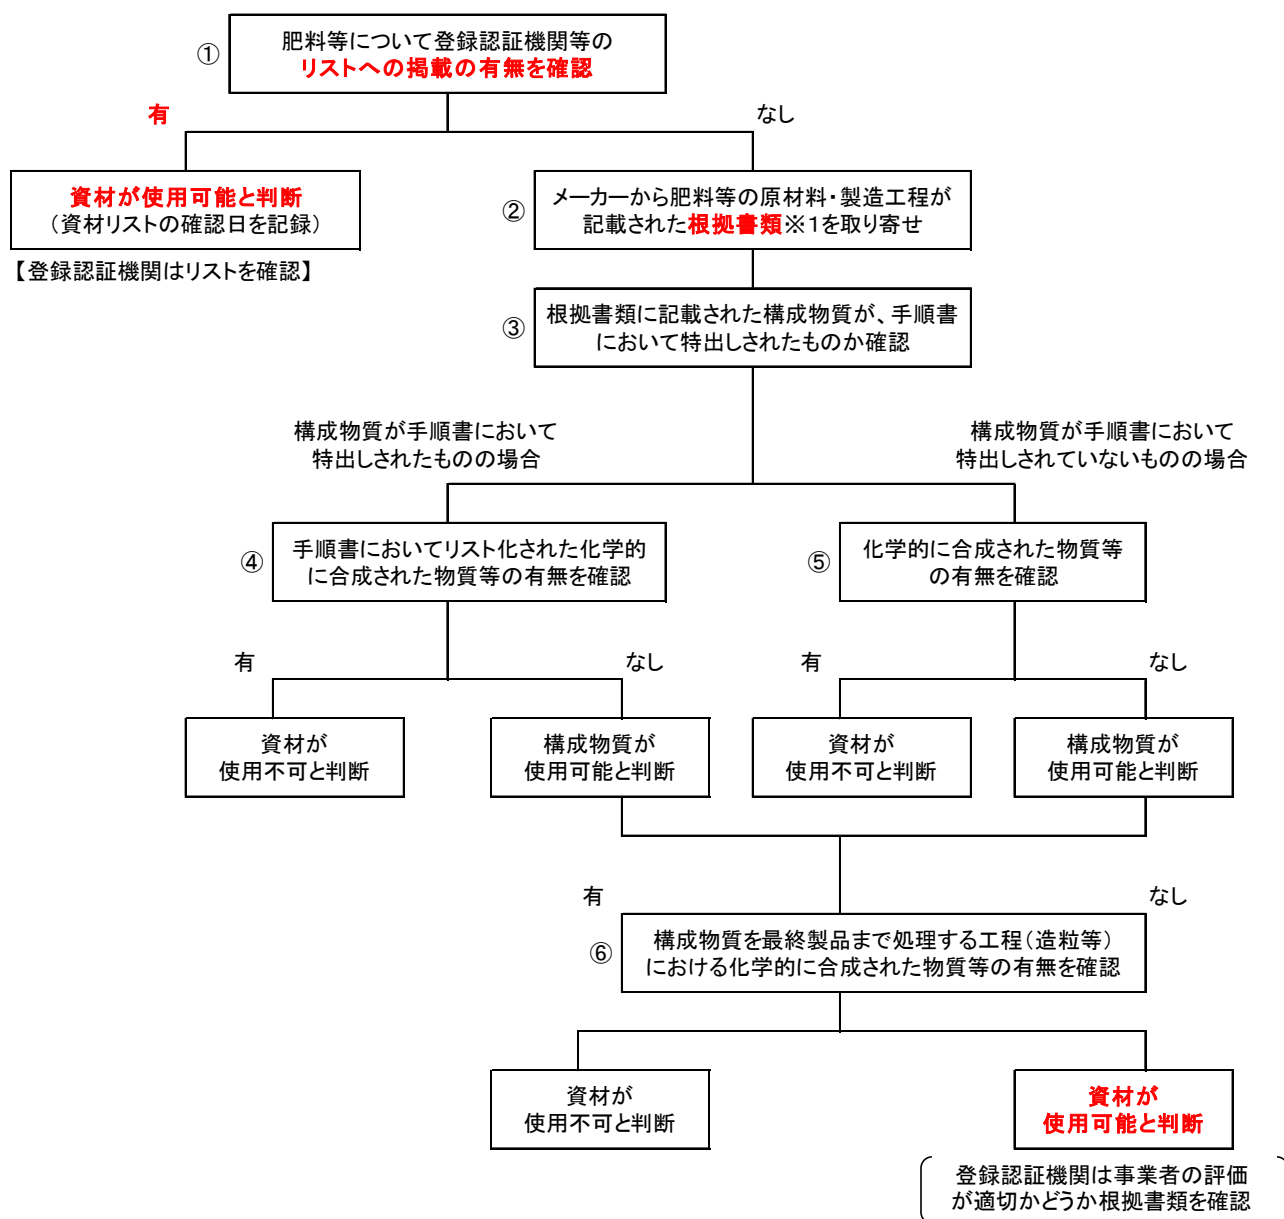 ①
肥料等について登録認証機関等の
リストへの掲載の有無を確認
有
なし
資材が使用可能と判断
（資材リストの確認日を記録）
【登録認証機関はリストを確認】
②
メーカーから肥料等の原材料・製造工程が
記載された根拠書類※1を取り寄せ
③
根拠書類に記載された構成物質が、手順書
において特出しされたものか確認
構成物質が手順書において
特出しされたものの場合
構成物質が手順書において
特出しされていないものの場合
④
手順書においてリスト化された化学的
に合成された物質等の有無を確認
⑤
化学的に合成された物質等
の有無を確認
有
なし
有
なし
資材が
使用不可と判断
構成物質が
使用可能と判断
資材が
使用不可と判断
構成物質が
使用可能と判断
有
なし
⑥
構成物質を最終製品まで処理する工程（造粒等）
における化学的に合成された物質等の有無を確認
資材が
使用不可と判断
資材が
使用可能と判断
登録認証機関は事業者の評価
が適切かどうか根拠書類を確認